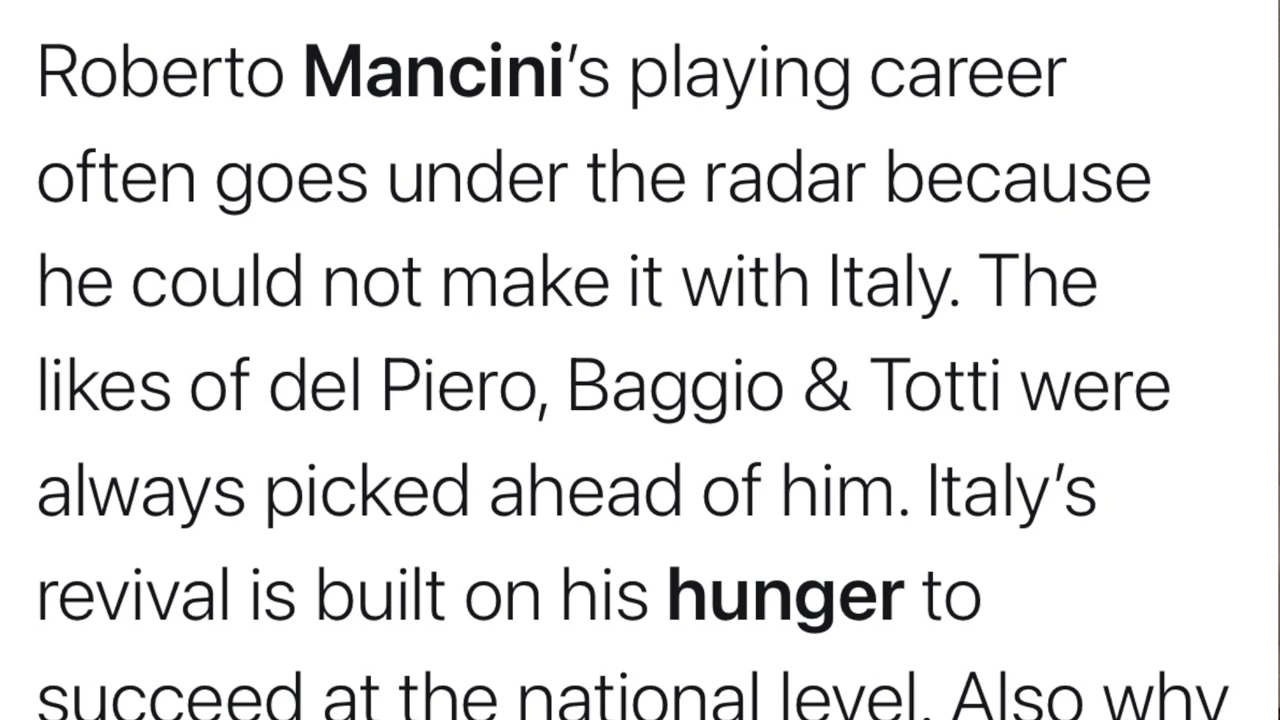 Roberto Mancini’s playing career
often goes under the radar because
he could not make it with Italy. The
likes of del Piero, Baggio & Totti were
always picked ahead of him. Italy’s
revival is built on his hunger to
succeed at the national level. Also why